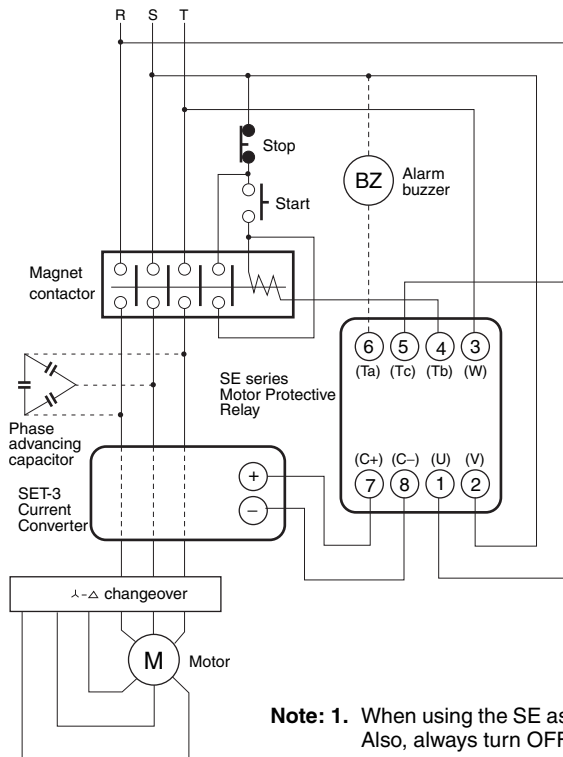 R S T
Stop
BZ
Alarm
buzzer
Start
Magnet
contactor
6 5 4 3
(Ta) (Tc) (Tb) (W)
SE series
Motor Protective
Relay
Phase
advancing
capacitor
(C+) (C−) (U) (V)
7 8 1 2
+
−
SET-3
Current
Converter
⅄-△ changeover
M
Motor
Note: 1. When using the SE as
Also, always turn OFF